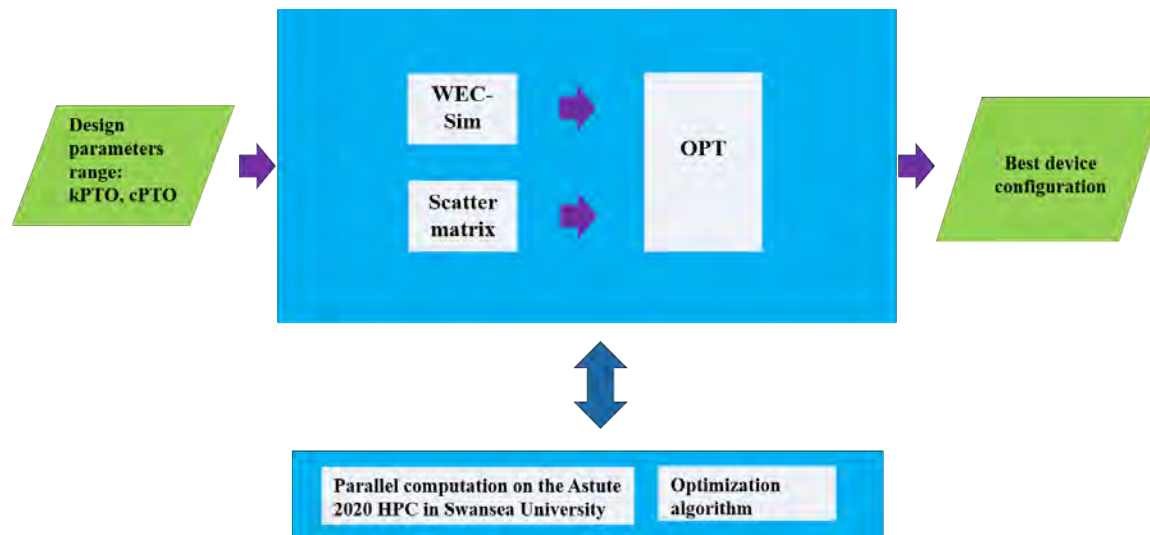 Design
parameters
range:
kPTO, cPTO
WEC-
Sim
Scatter
matrix
OPT
Best device
configuration
Parallel computation on the Astute
2020 HPC in Swansea University
Optimization
algorithm